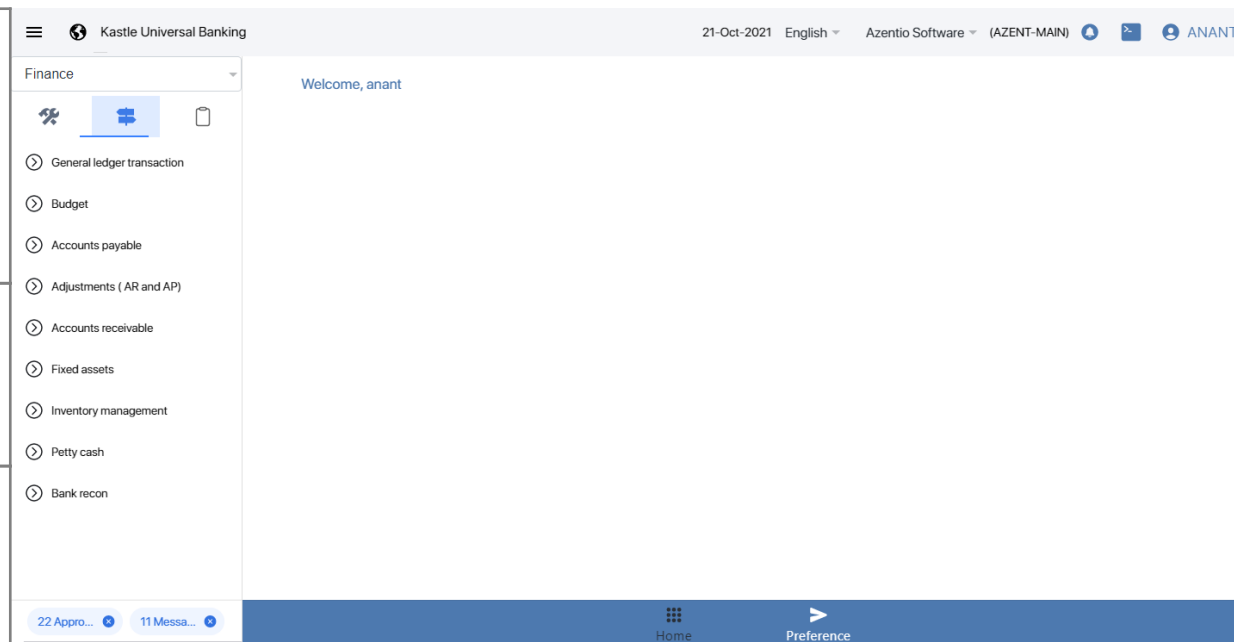 Kastle Universal Banking 21-Oct-2021 English Azentio Software (AZENT-MAIN) ANANT
Finance
Welcome, anant
General ledger transaction
Budget
Accounts payable
Adjustments ( AR and AP)
Accounts receivable
Fixed assets
Inventory management
Petty cash
Bank recon
22 Appro... 11 Messa...
Home Preference